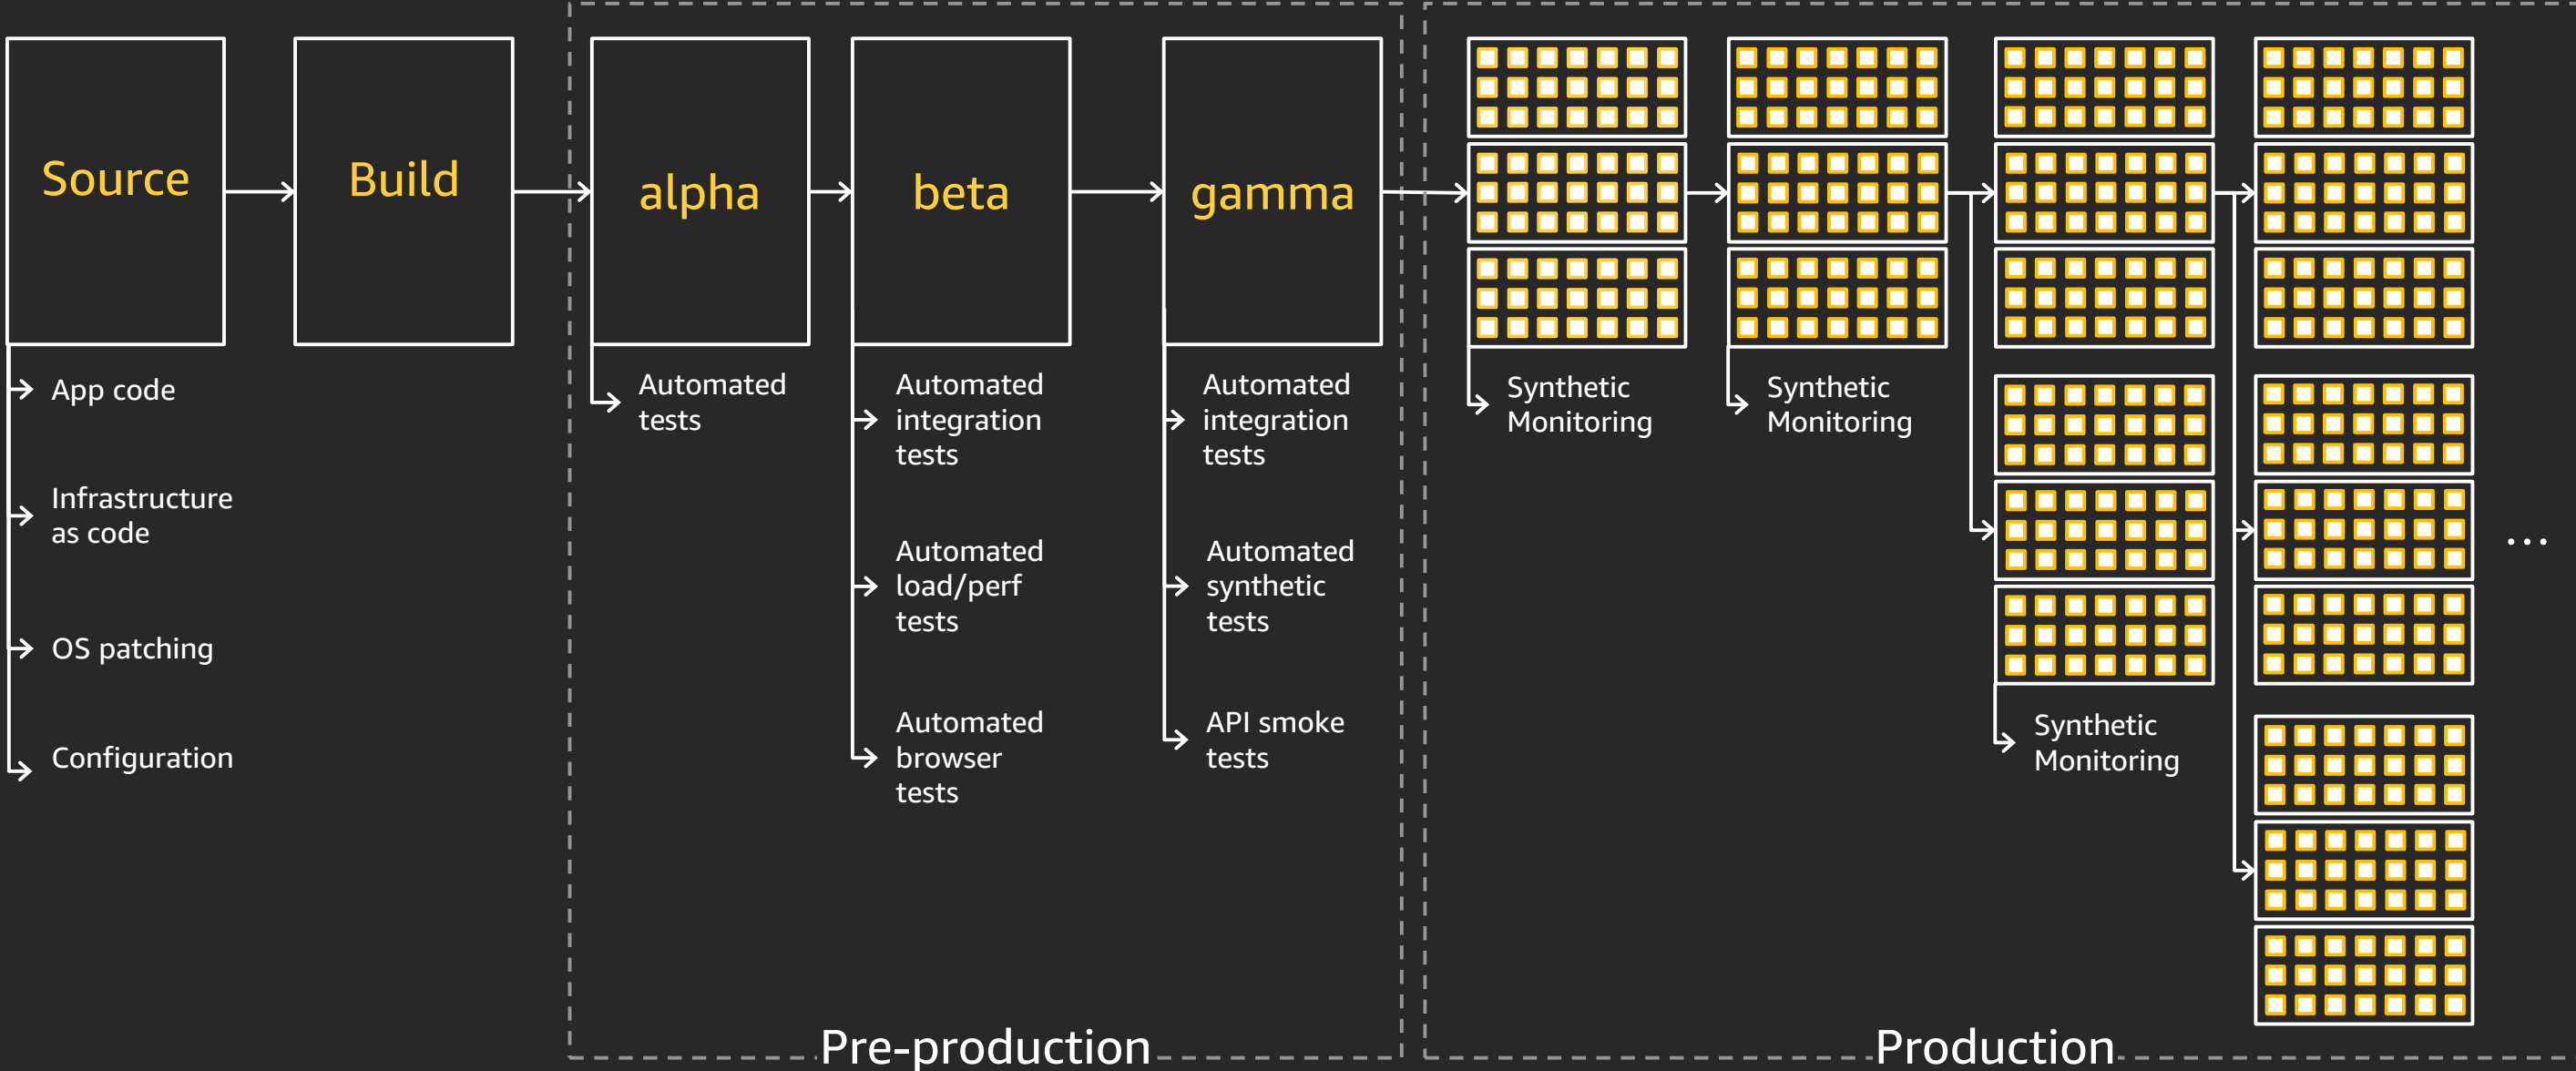 Source
Build
alpha
beta
gamma
App code
Infrastructure
as code
OS patching
Configuration
Automated
tests
Automated
integration
tests
Automated
load/perf
tests
Automated
browser
tests
Automated
integration
tests
Automated
synthetic
tests
API smoke
tests
Synthetic
Monitoring
Synthetic
Monitoring
Synthetic
Monitoring
...
Pre-production
Production